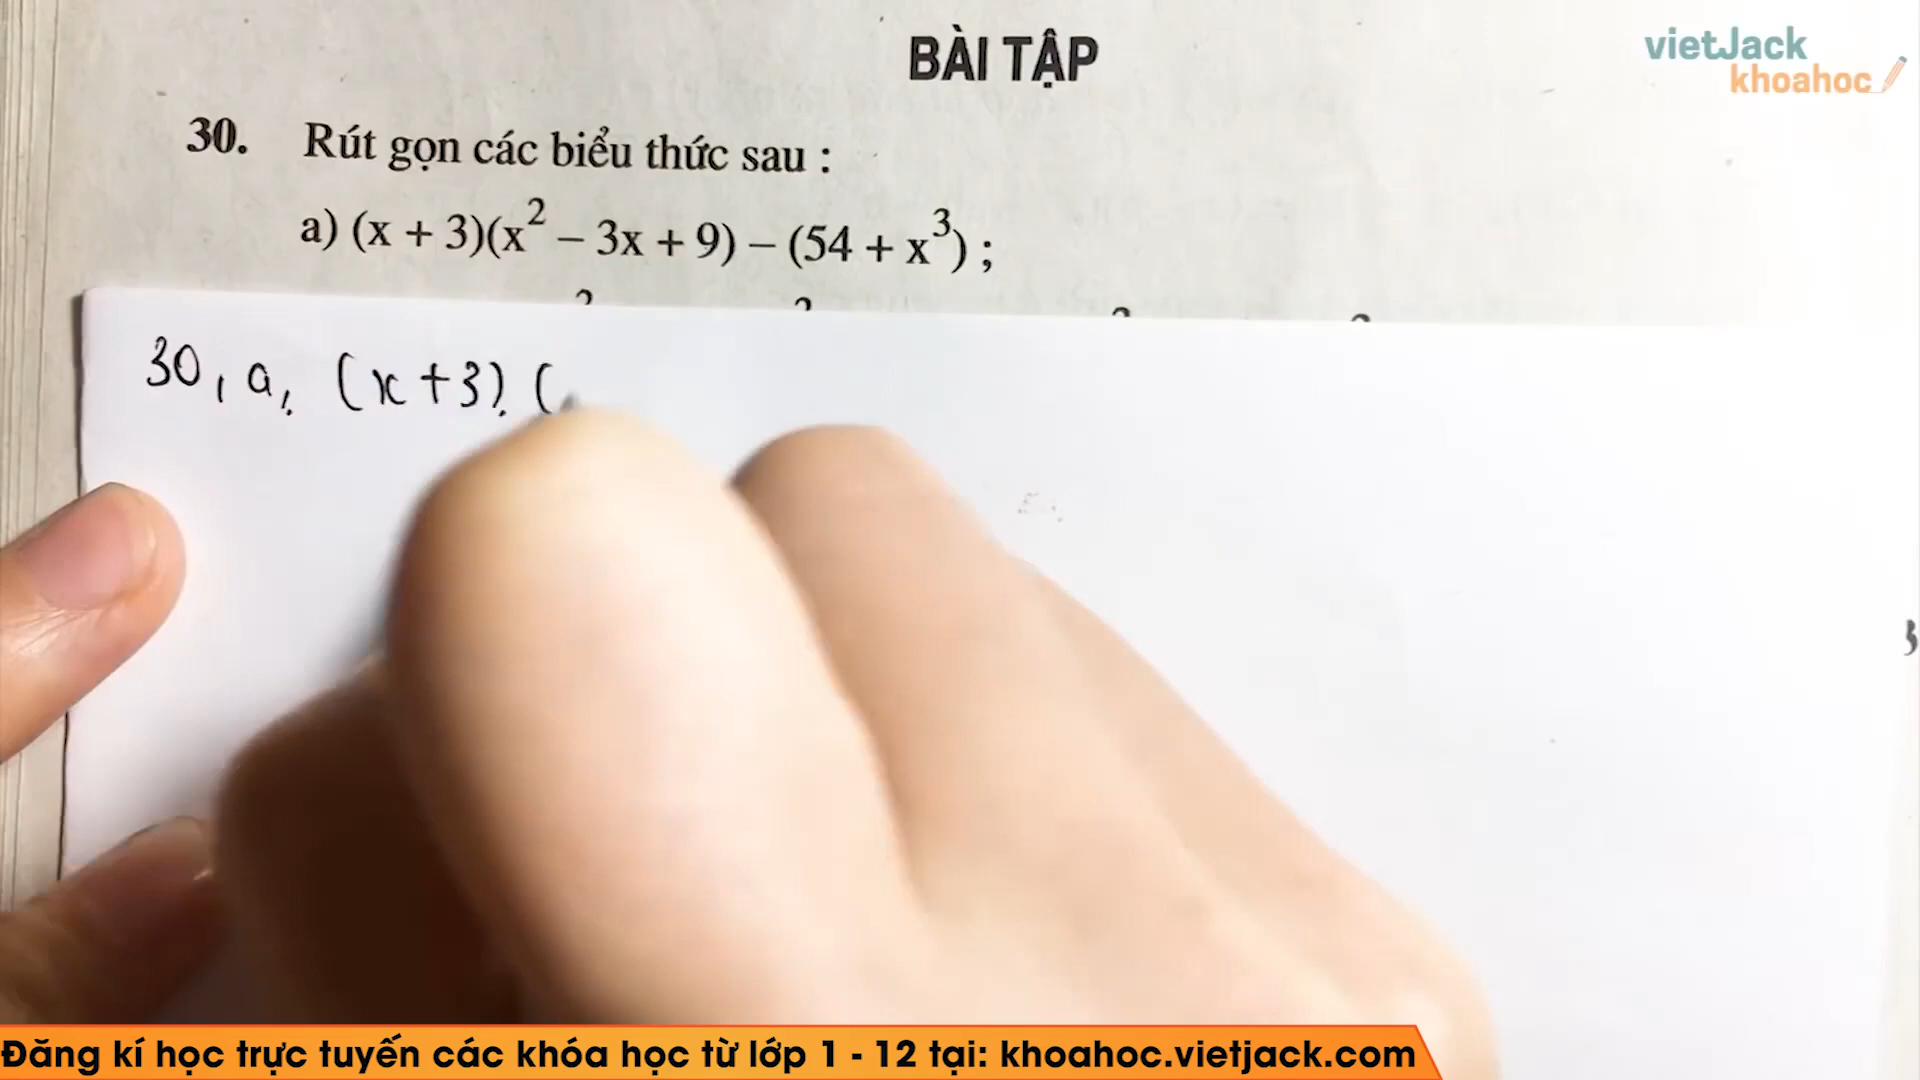 BÀI TẬP
vietJack
khoahoc
30. Rút gọn các biểu thức sau :
a) (x + 3)(x² – 3x + 9) – (54 + x³) ;
30, a, (x+3). (
Đăng kí học trực tuyến các khóa học từ lớp 1 - 12 tại: khoahoc.vietjack.com